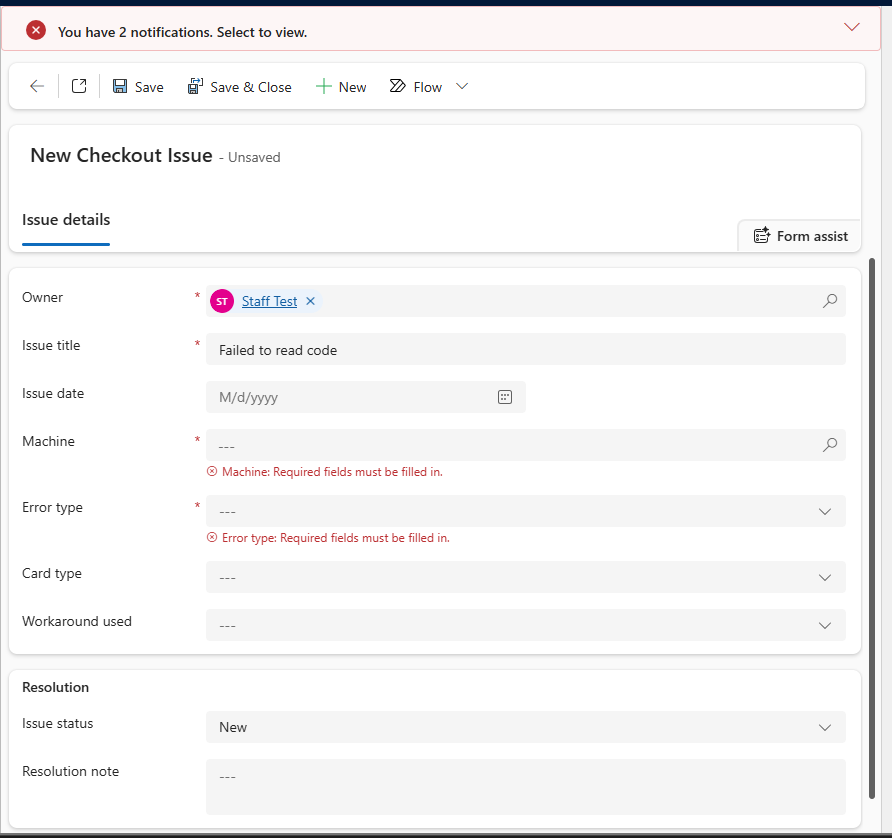 You have 2 notifications. Select to view.
Save
Save & Close
New
Flow
New Checkout Issue - Unsaved
Issue details
Form assist
Owner * ST Staff Test
Issue title * Failed to read code
Issue date M/d/yyyy
Machine * ---
Machine: Required fields must be filled in.
Error type * ---
Error type: Required fields must be filled in.
Card type ---
Workaround used ---
Resolution
Issue status New
Resolution note ---